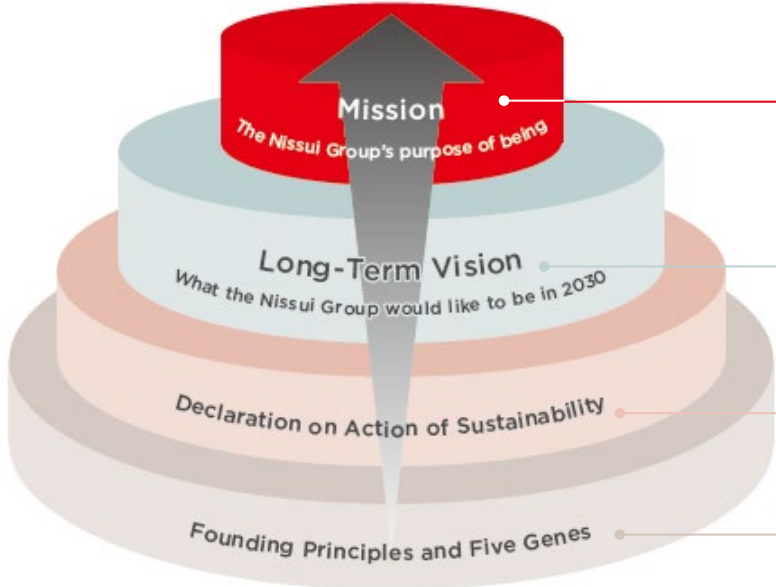 Mission
The Nissui Group's purpose of being
Long-Term Vision
What the Nissui Group would like to be in 2030
Declaration on Action of Sustainability
Founding Principles and Five Genes